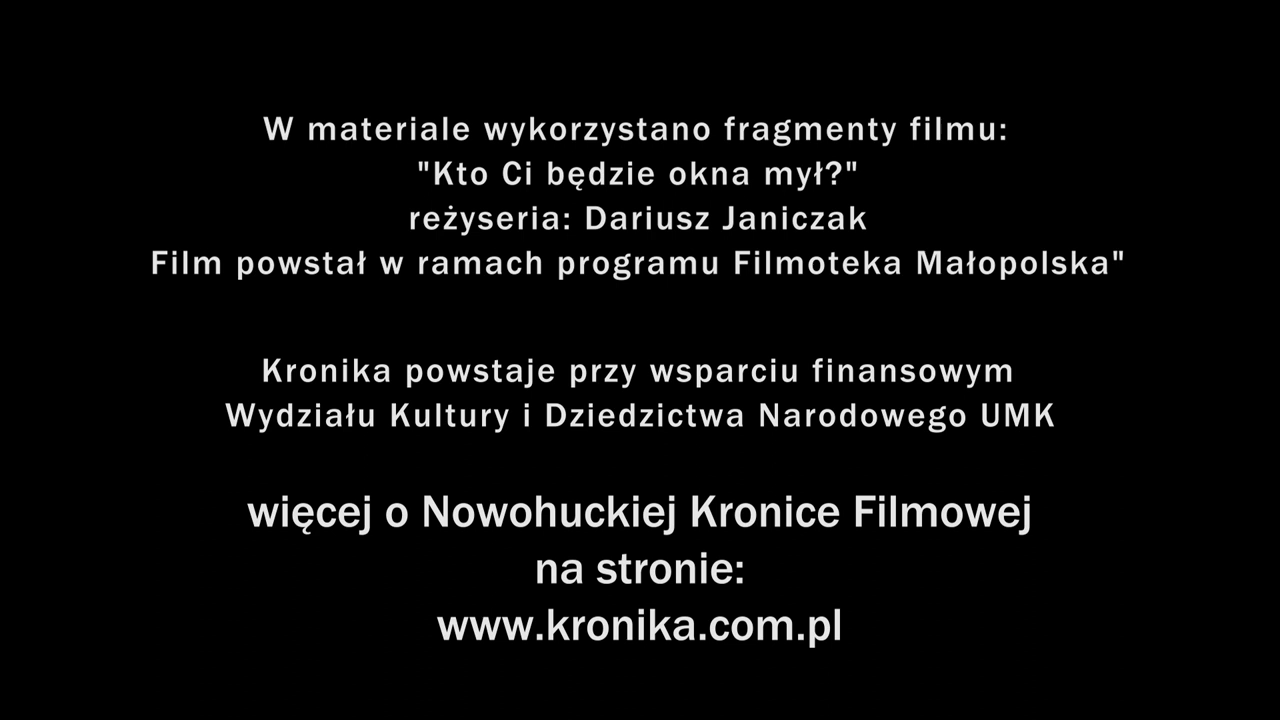 W materiale wykorzystano fragmenty filmu:
"Kto Ci będzie okna mył?"
reżyseria: Dariusz Janiczak
Film powstał w ramach programu Filmoteka Małopolska"
Kronika powstaje przy wsparciu finansowym
Wydziału Kultury i Dziedzictwa Narodowego UMK
więcej o Nowohuckiej Kronice Filmowej
na stronie:
www.kronika.com.pl